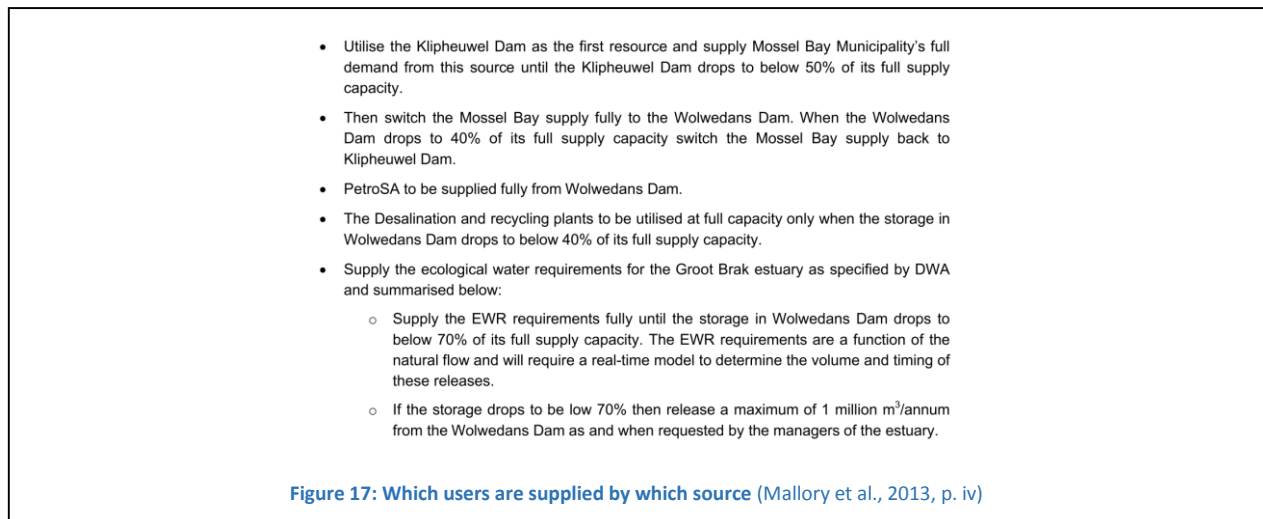 • Utilise the Klipheuwel Dam as the first resource and supply Mossel Bay Municipality's full
demand from this source until the Klipheuwel Dam drops to below 50% of its full supply
capacity.
• Then switch the Mossel Bay supply fully to the Wolwedans Dam. When the Wolwedans
Dam drops to 40% of its full supply capacity switch the Mossel Bay supply back to
Klipheuwel Dam.
• PetroSA to be supplied fully from Wolwedans Dam.
• The Desalination and recycling plants to be utilised at full capacity only when the storage in
Wolwedans Dam drops to below 40% of its full supply capacity.
• Supply the ecological water requirements for the Groot Brak estuary as specified by DWA
and summarised below:
o Supply the EWR requirements fully until the storage in Wolwedans Dam drops to
below 70% of its full supply capacity. The EWR requirements are a function of the
natural flow and will require a real-time model to determine the volume and timing of
these releases.
o If the storage drops to be low 70% then release a maximum of 1 million m³/annum
from the Wolwedans Dam as and when requested by the managers of the estuary.
Figure 17: Which users are supplied by which source (Mallory et al., 2013, p. iv)